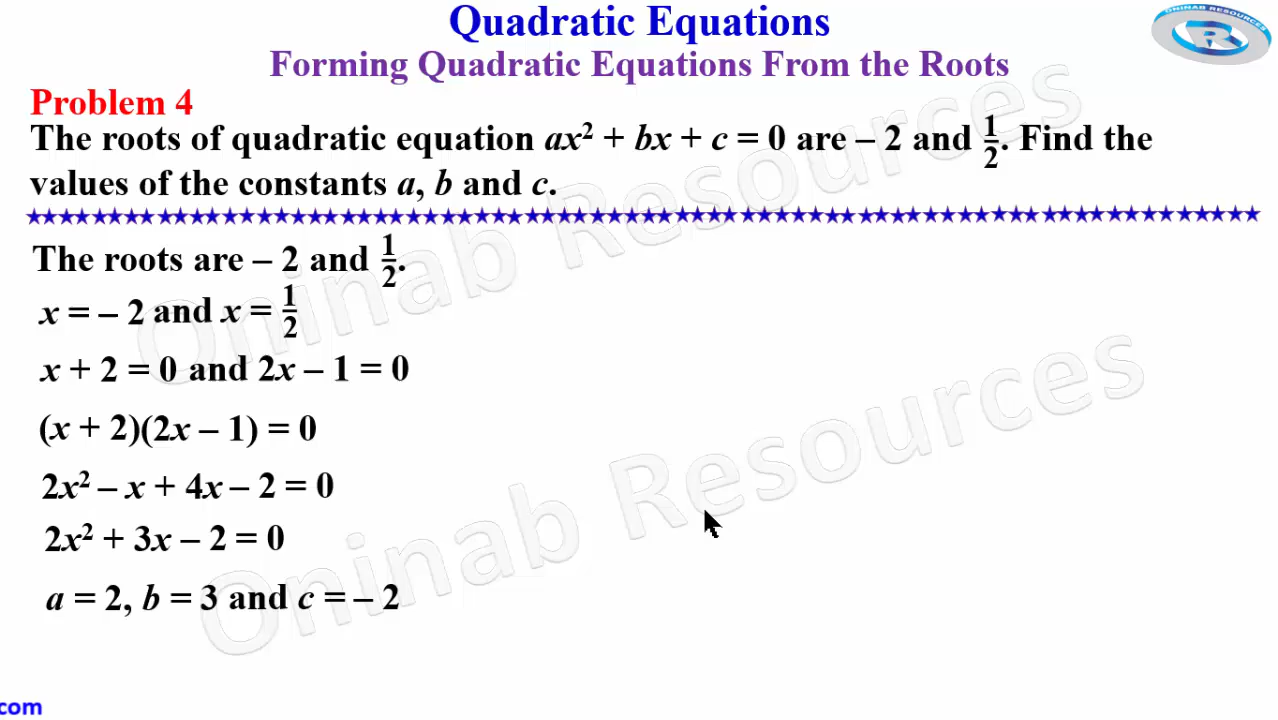 Quadratic Equations
ONINAB RESOURCES
R
Forming Quadratic Equations From the Roots
Problem 4
The roots of quadratic equation ax² + bx + c = 0 are – 2 and 1/2. Find the
values of the constants a, b and c.
The roots are – 2 and 1/2.
x = – 2 and x = 1/2
x + 2 = 0 and 2x – 1 = 0
(x + 2)(2x – 1) = 0
2x² – x + 4x – 2 = 0
2x² + 3x – 2 = 0
a = 2, b = 3 and c = – 2
Oninab Resources
Oninab Resources
com